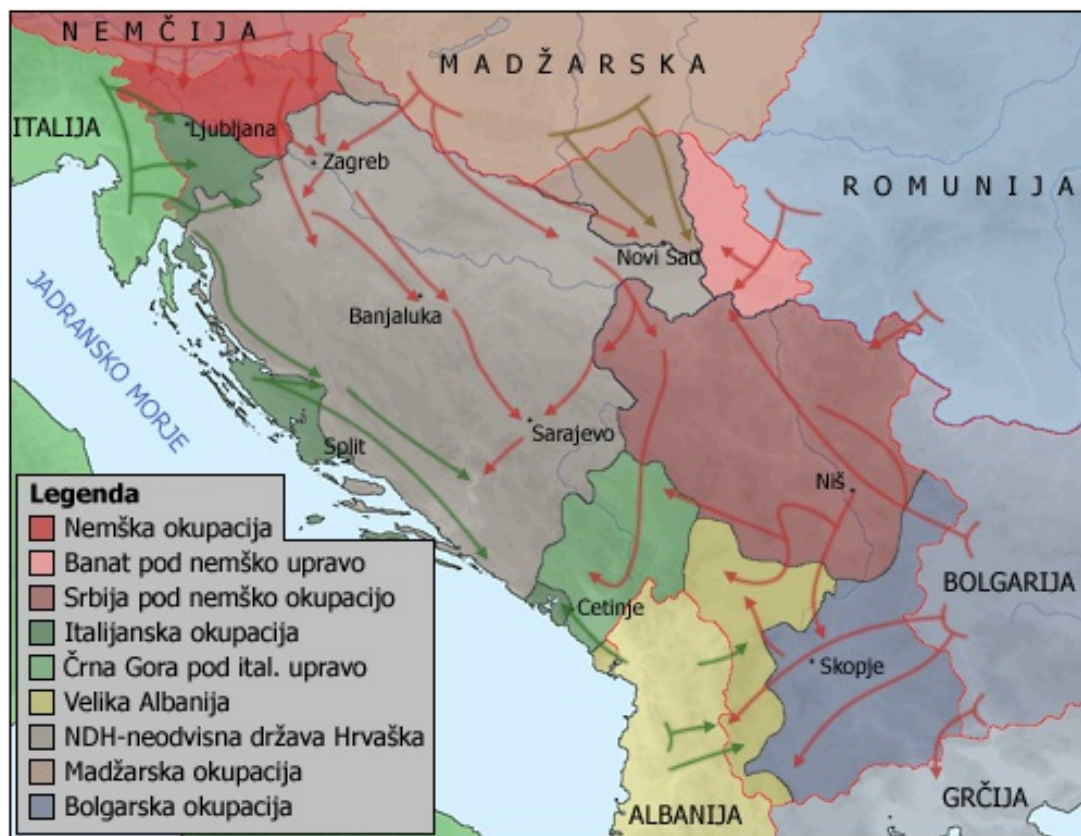 NEMČIJA
MADŽARSKA
ITALIJA
Ljubljana
Zagreb
ROMUNIJA
Novi Sad
JADRANSKO MORJE
Banjaluka
Sarajevo
Split
Niš
Legenda
Nemška okupacija
Banat pod nemško upravo
Srbija pod nemško okupacijo
Italijanska okupacija
Črna Gora pod ital. upravo
Velika Albanija
NDH-neodvisna država Hrvaška
Madžarska okupacija
Bolgarska okupacija
BOLGARIJA
Cetinje
Skopje
ALBANIJA
GRČIJA